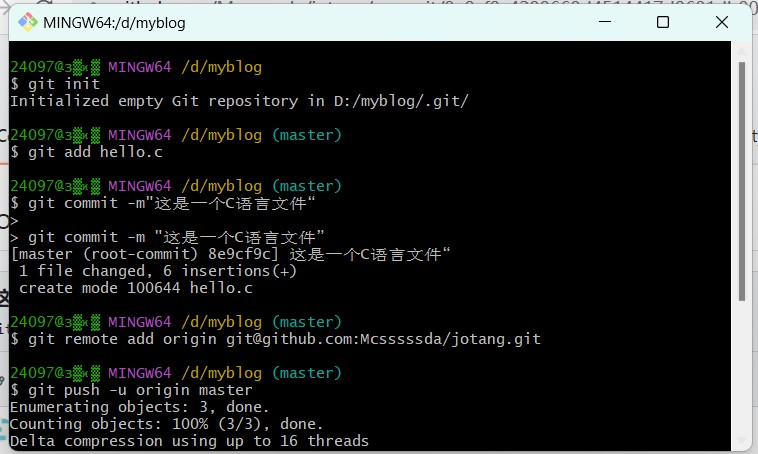 MINGW64:/d/myblog
24097@з▒ж▒ MINGW64 /d/myblog
$ git init
Initialized empty Git repository in D:/myblog/.git/
24097@з▒ж▒ MINGW64 /d/myblog (master)
$ git add hello.c
24097@з▒ж▒ MINGW64 /d/myblog (master)
$ git commit -m"这是一个C语言文件“
>
> git commit -m "这是一个C语言文件”
[master (root-commit) 8e9cf9c] 这是一个C语言文件“
1 file changed, 6 insertions(+)
create mode 100644 hello.c
24097@з▒ж▒ MINGW64 /d/myblog (master)
$ git remote add origin git@github.com:Mcsssssda/jotang.git
24097@з▒ж▒ MINGW64 /d/myblog (master)
$ git push -u origin master
Enumerating objects: 3, done.
Counting objects: 100% (3/3), done.
Delta compression using up to 16 threads